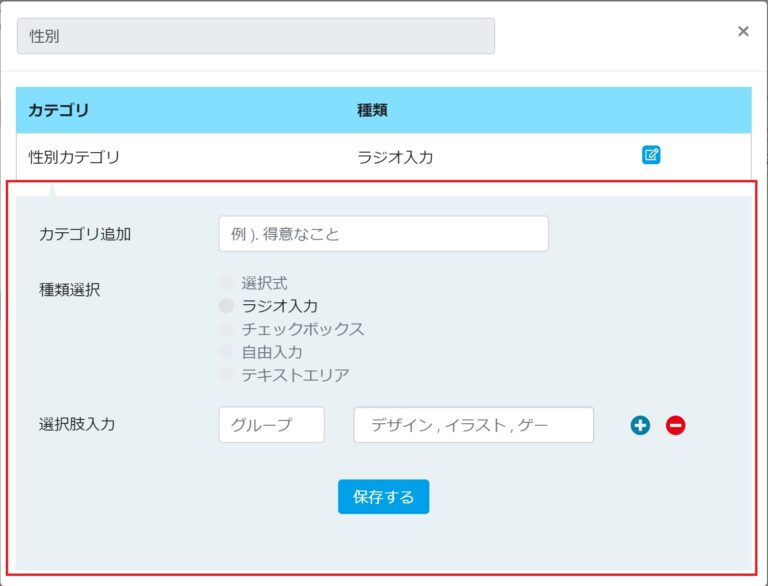 性別
×
カテゴリ 種類
性別カテゴリ ラジオ入力
カテゴリ追加 例 ). 得意なこと
種類選択 選択式
ラジオ入力
チェックボックス
自由入力
テキストエリア
選択肢入力 グループ デザイン , イラスト , ゲー
保存する